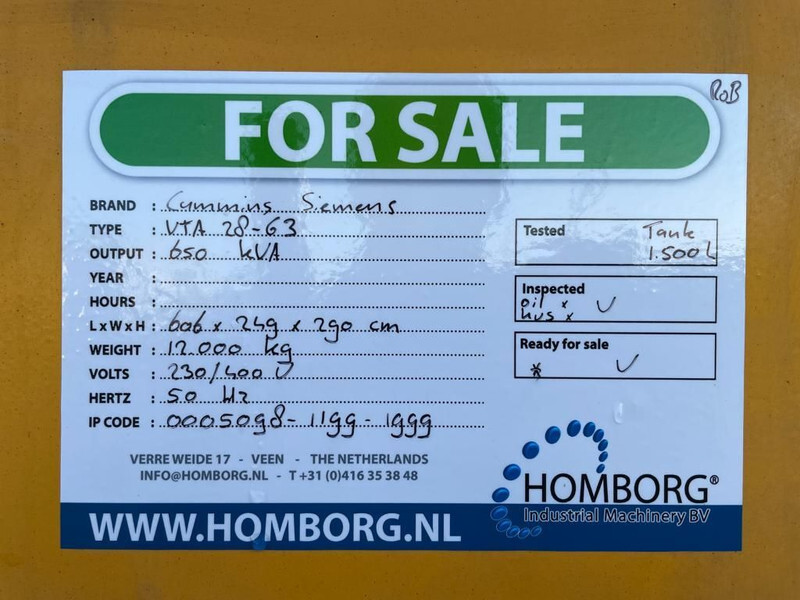 RoB
FOR SALE
BRAND : Cummins Siemens
TYPE : VTA 28-G3
OUTPUT : 650 kVA
YEAR :
HOURS :
L x W x H : 606 x 249 x 290 cm
WEIGHT : 12.000 kg
VOLTS : 230/400 V
HERTZ : 50 Hz
IP CODE : 0005098-1199-1999
Tested Tank
1.500 L
Inspected
oil x
hus x
Ready for sale
VERRE WEIDE 17 - VEEN - THE NETHERLANDS
INFO@HOMBORG.NL - T +31 (0)416 35 38 48
HOMBORG®
Industrial Machinery BV
WWW.HOMBORG.NL